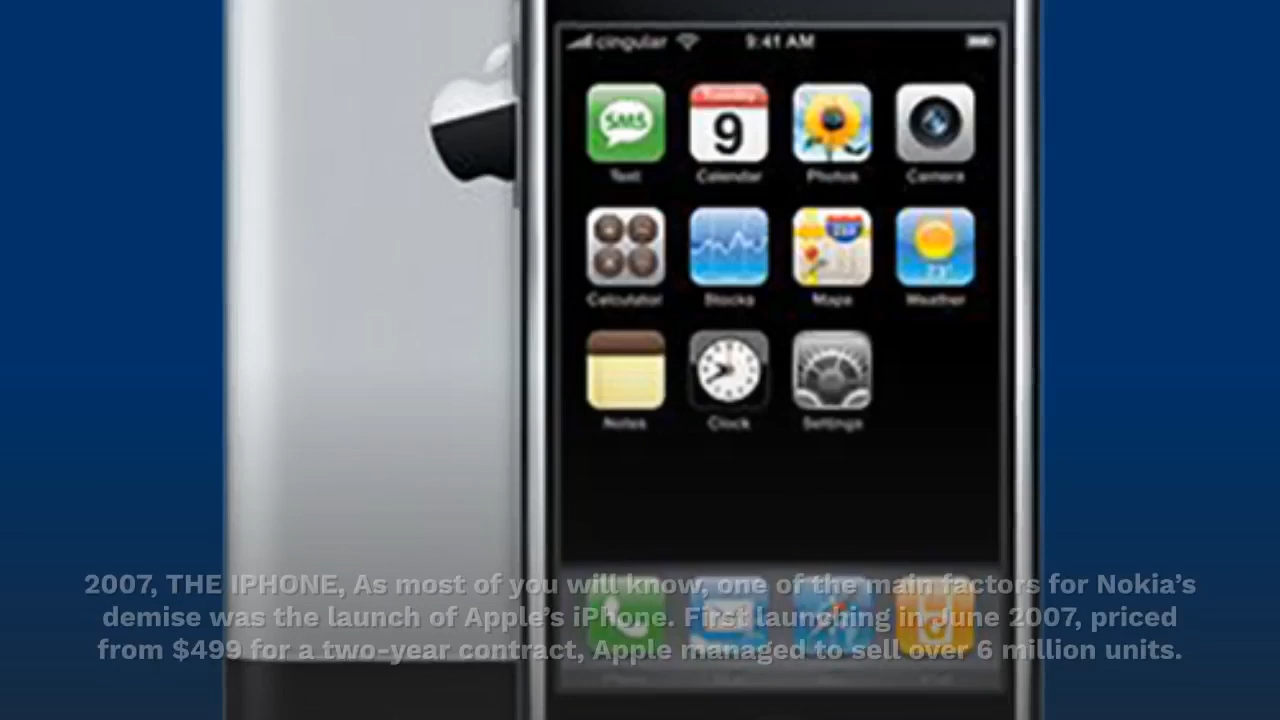 cingular 9:41 AM
SMS Tuesday 9
Text Calendar Photos Camera
280 73°
Calculator Stocks Maps Weather
Notes Clock Settings
2007, THE IPHONE, As most of you will know, one of the main factors for Nokia's
demise was the launch of Apple's iPhone. First launching in June 2007, priced
from $499 for a two-year contract, Apple managed to sell over 6 million units.